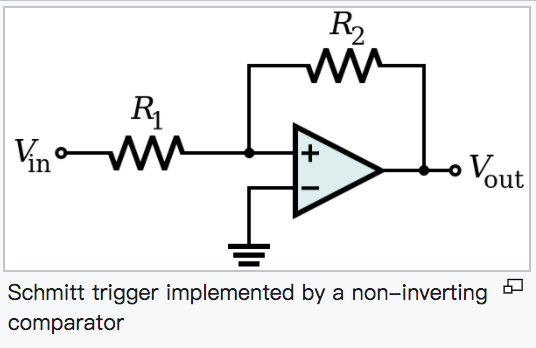 R2
R1
Vin
+
−
Vout
Schmitt trigger implemented by a non–inverting
comparator